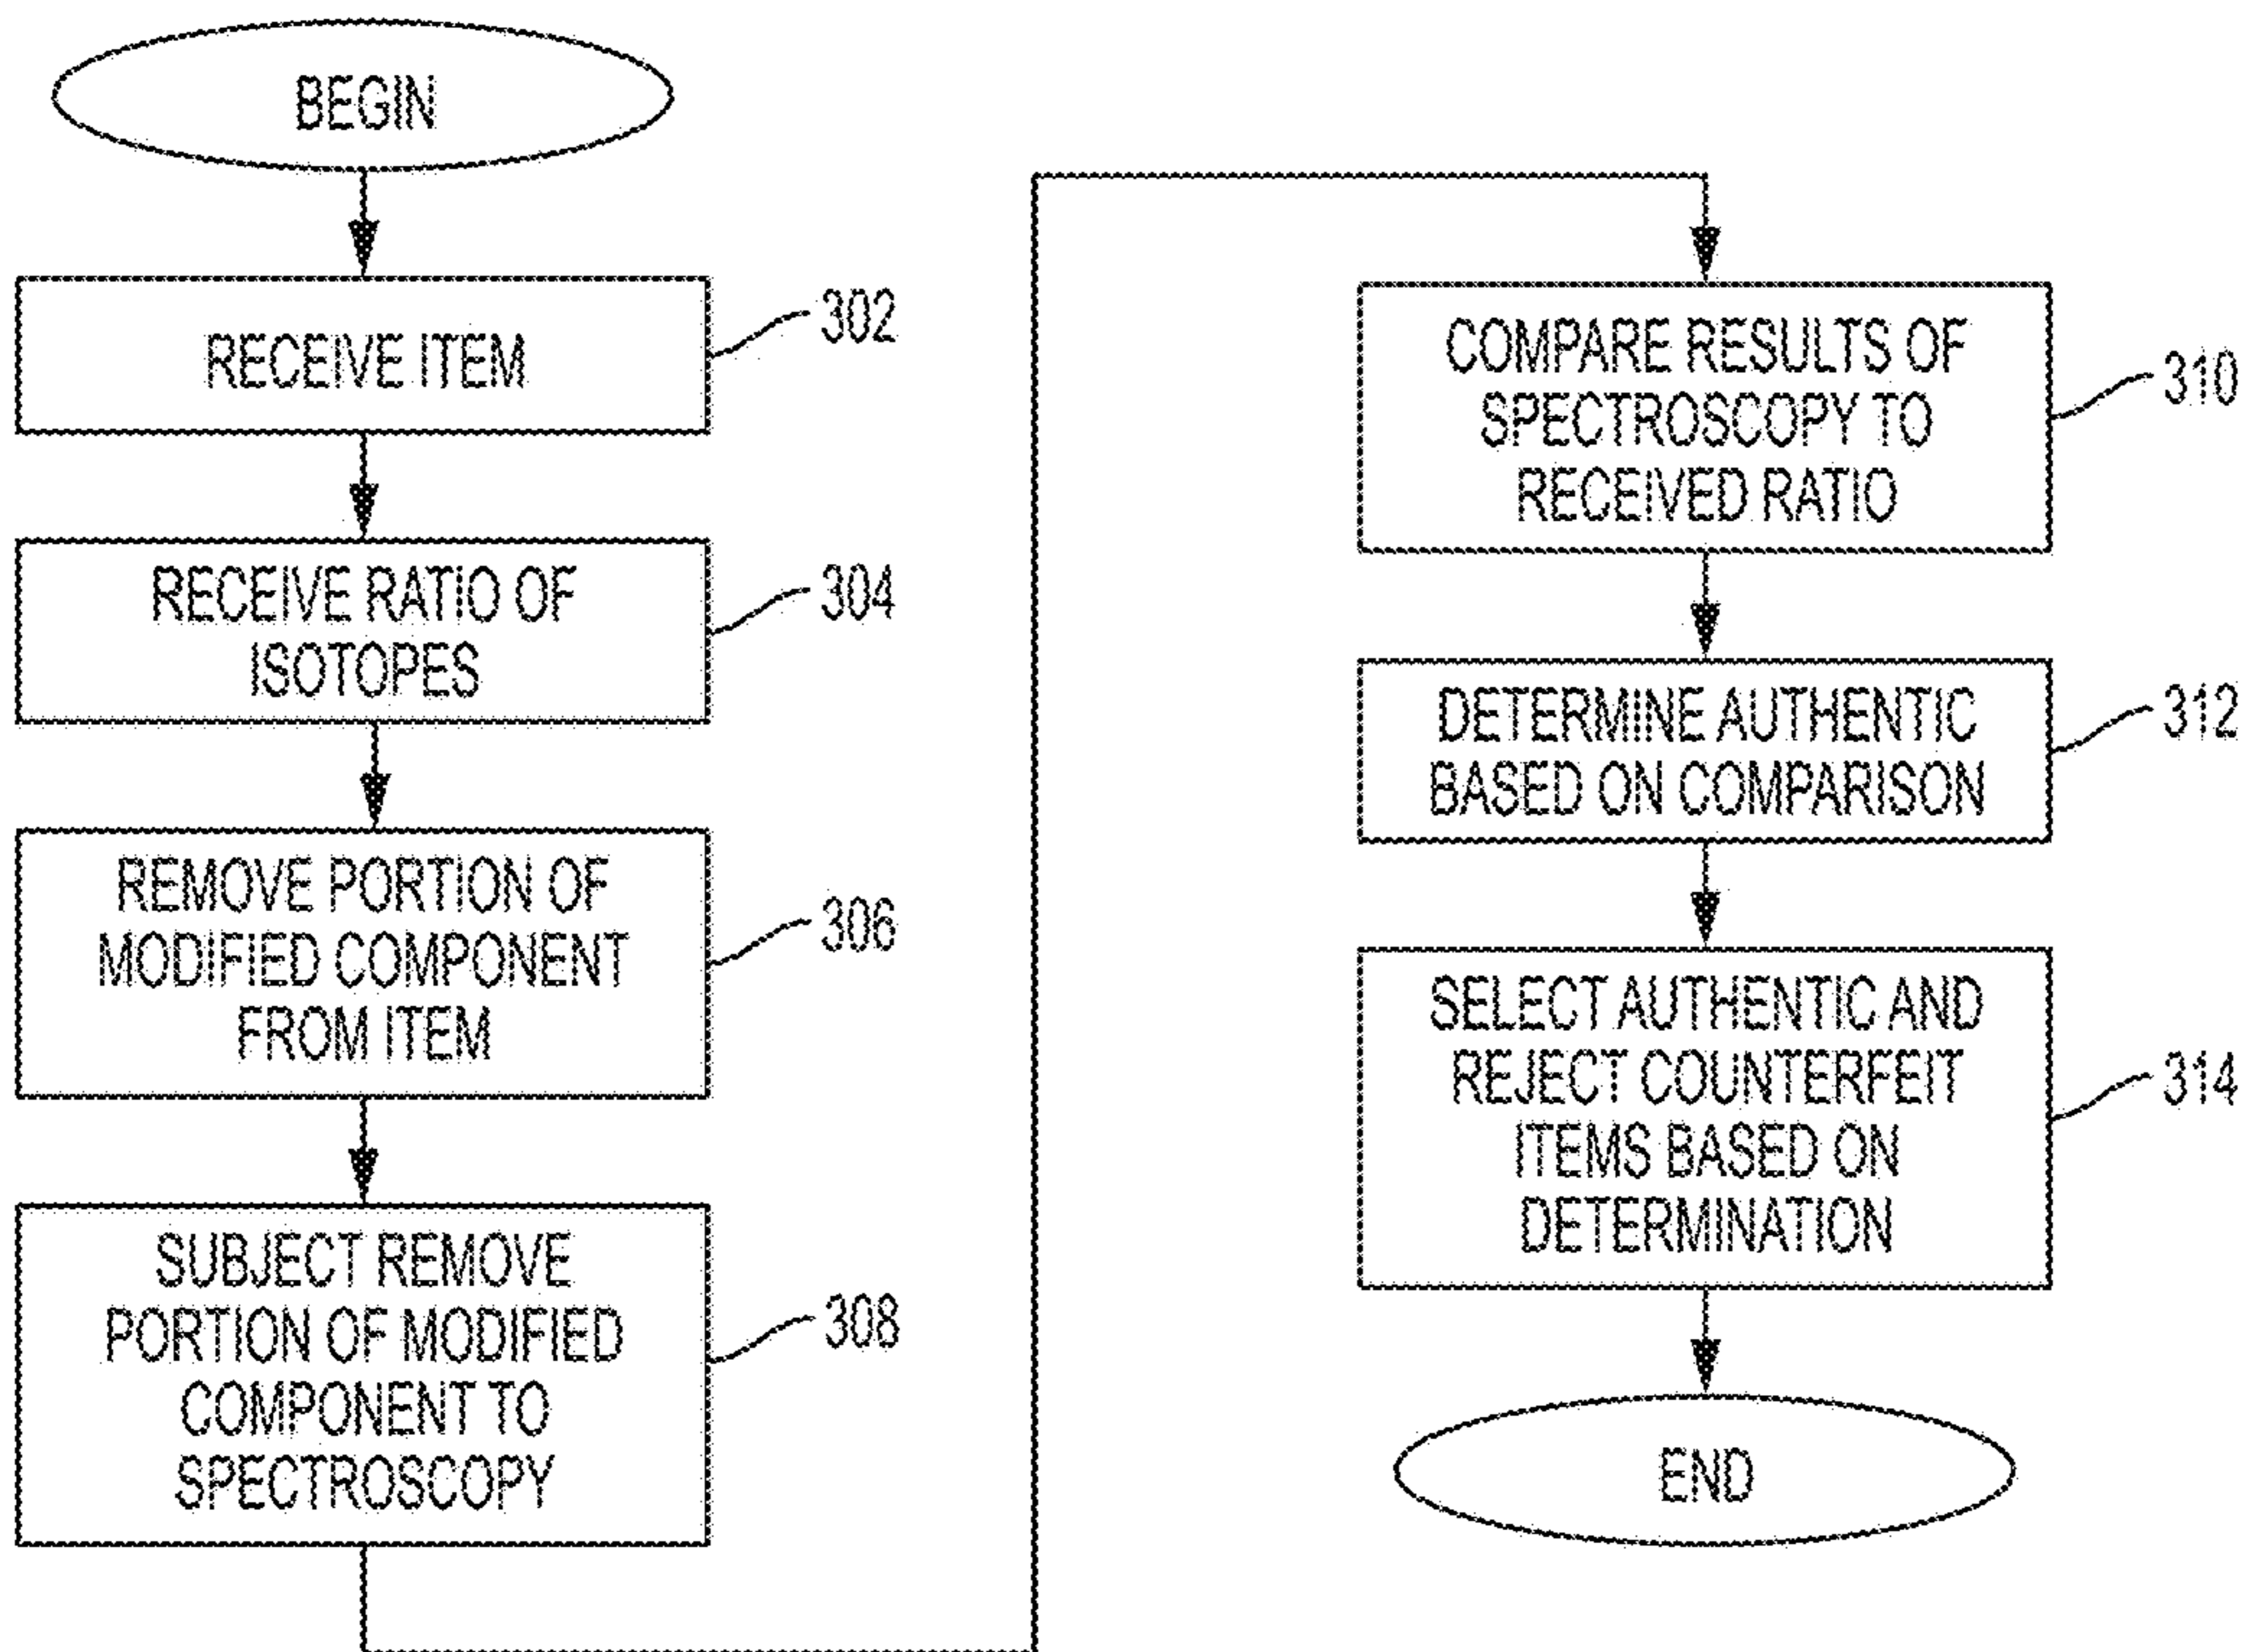 BEGIN
RECEIVE ITEM
302
RECEIVE RATIO OF
ISOTOPES
304
REMOVE PORTION OF
MODIFIED COMPONENT
FROM ITEM
306
SUBJECT REMOVE
PORTION OF MODIFIED
COMPONENT TO
SPECTROSCOPY
308
COMPARE RESULTS OF
SPECTROSCOPY TO
RECEIVED RATIO
310
DETERMINE AUTHENTIC
BASED ON COMPARISON
312
SELECT AUTHENTIC AND
REJECT COUNTERFEIT
ITEMS BASED ON
DETERMINATION
314
END